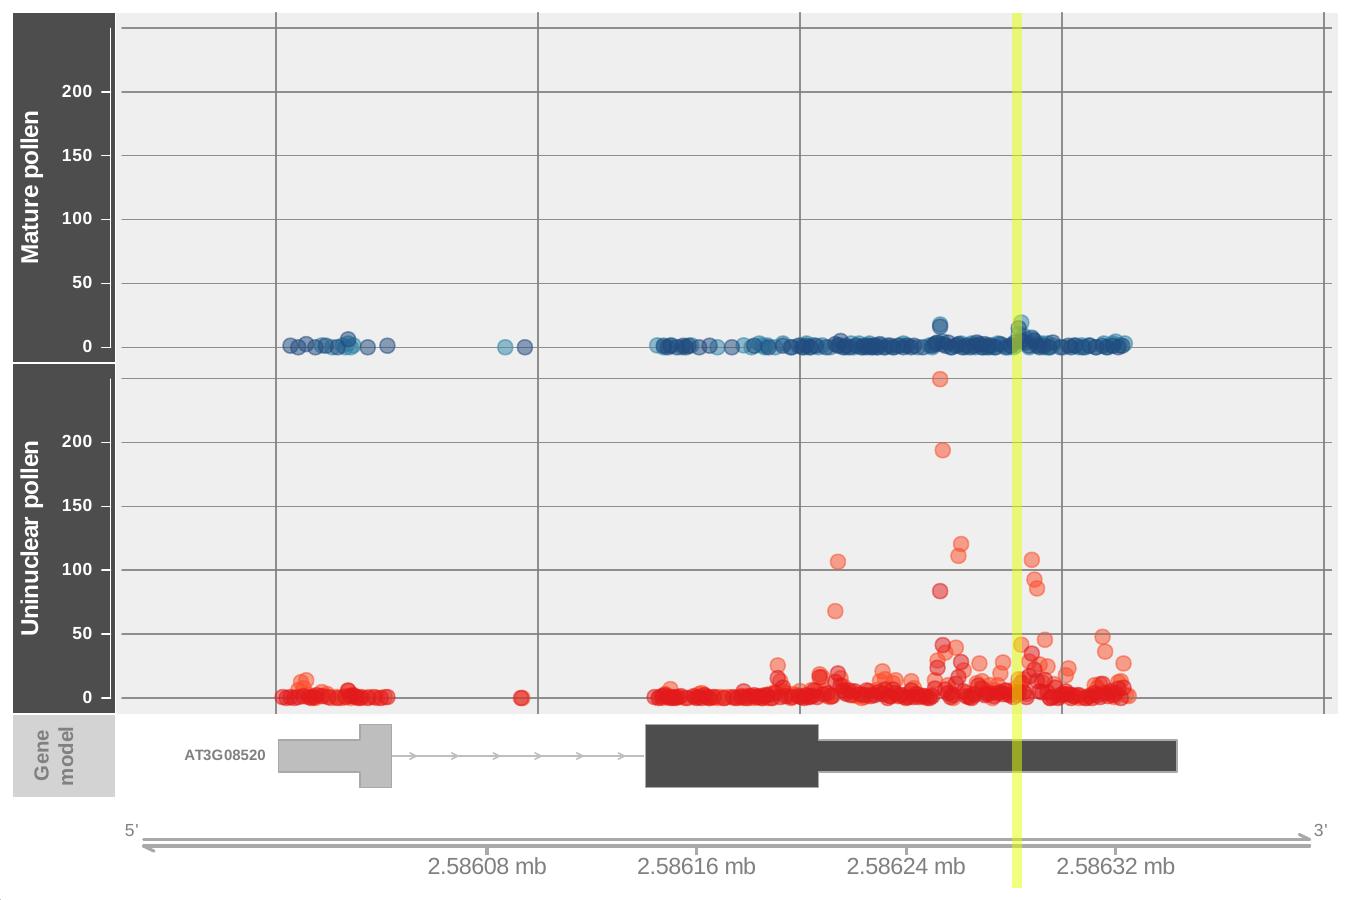 Mature pollen
200
150
100
50
0
Uninuclear pollen
200
150
100
50
0
Gene
model
AT3G08520
5'
3'
2.58608 mb
2.58616 mb
2.58624 mb
2.58632 mb